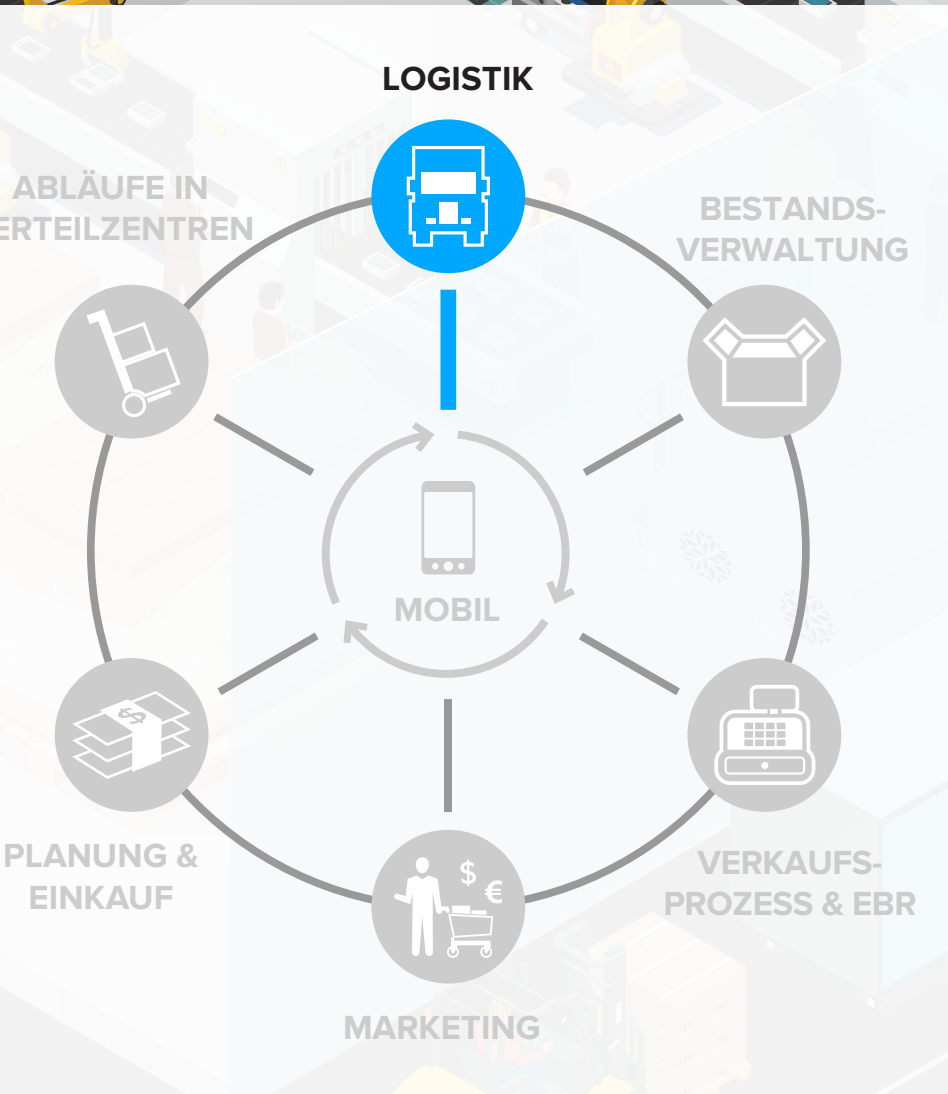 LOGISTIK
ABLÄUFE IN
ERTEILZENTREN
BESTANDS-
VERWALTUNG
MOBIL
PLANUNG &
EINKAUF
VERKAUFS-
PROZESS & EBR
$
$ €
MARKETING